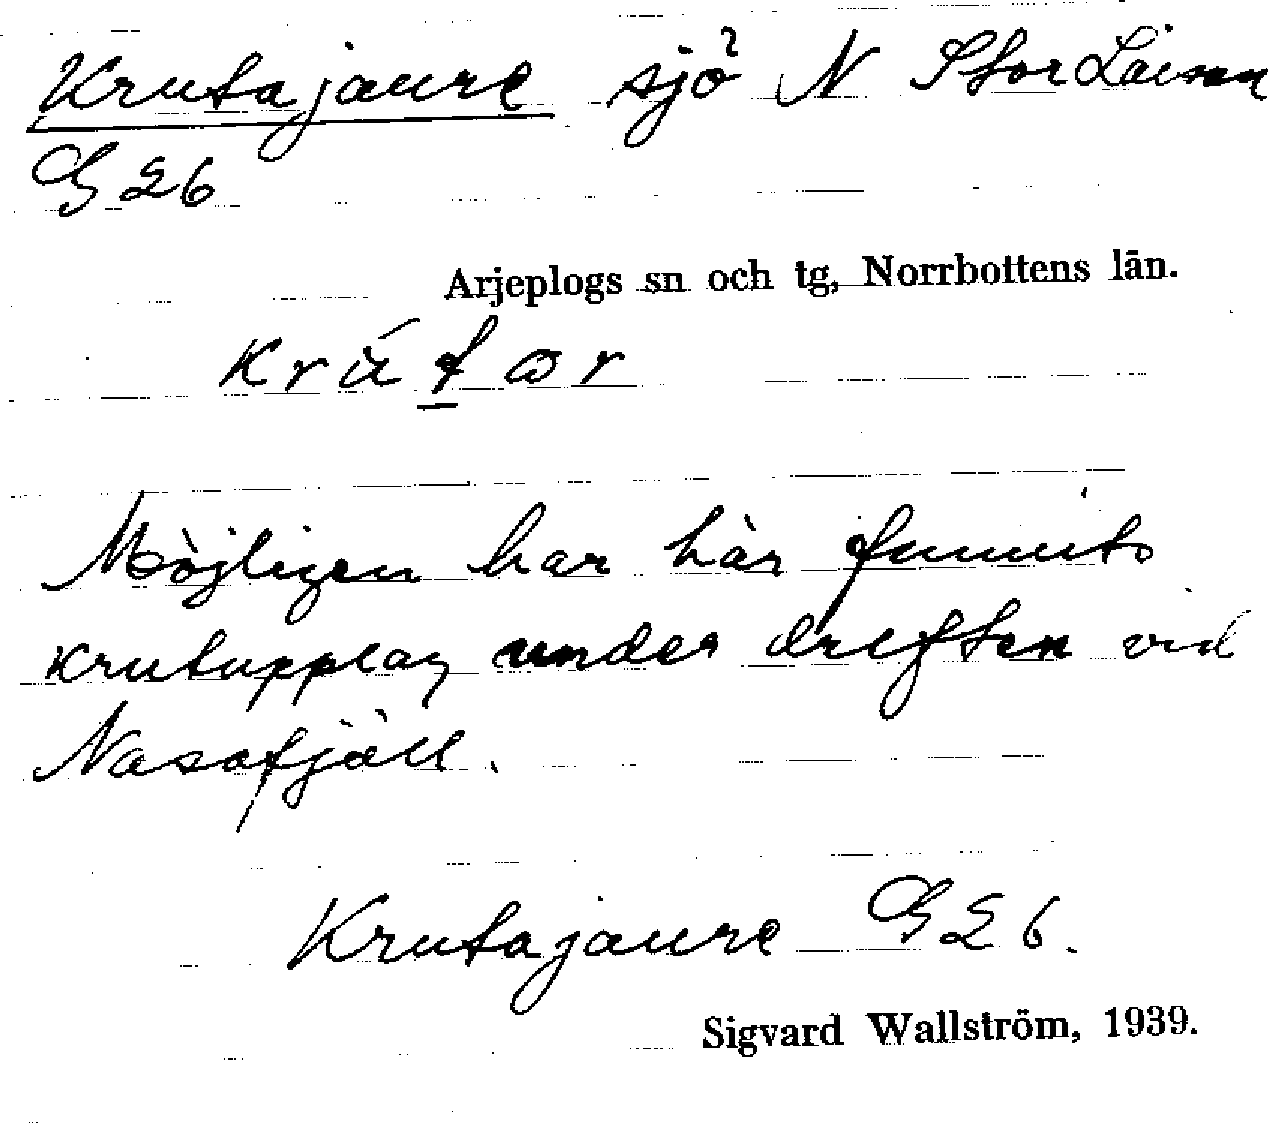 Krutajaure sjö N Stor Laisan
G 26
Arjeplogs sn och tg, Norrbottens län.
Möjligen har här funnits
krutupplag under driften vid
Nasafjäll.
Krutajaure G 26.
Sigvard Wallström, 1939.